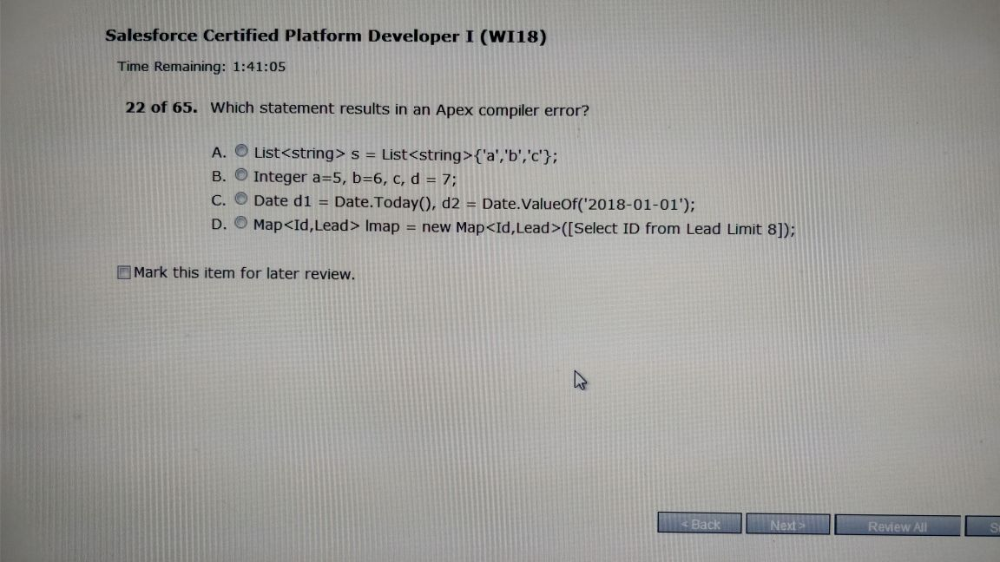 Salesforce Certified Platform Developer I (WI18)
Time Remaining: 1:41:05
22 of 65. Which statement results in an Apex compiler error?
A. List<string> s = List<string>{'a','b','c'};
B. Integer a=5, b=6, c, d = 7;
C. Date d1 = Date.Today(), d2 = Date.ValueOf('2018-01-01');
D. Map<Id,Lead> lmap = new Map<Id,Lead>([Select ID from Lead Limit 8]);
Mark this item for later review.
< Back Next > Review All